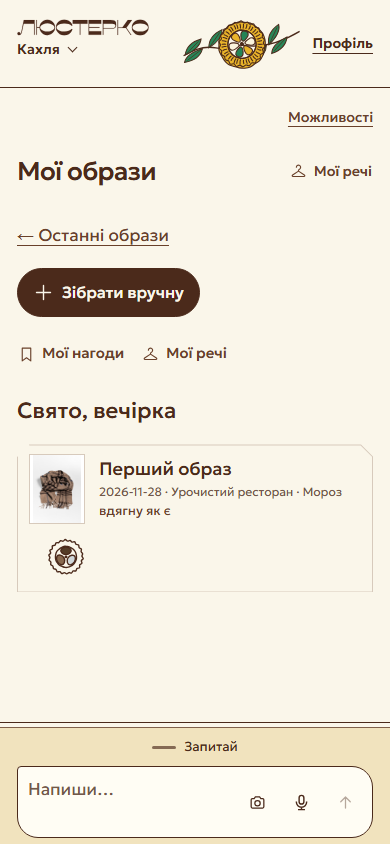 ЛЮСТЕРКО
Кахля
Профіль
Можливості
Мої образи
Мої речі
← Останні образи
Зібрати вручну
Мої нагоди Мої речі
Свято, вечірка
Перший образ
2026-11-28 · Урочистий ресторан · Мороз
вдягну як є
Запитай
Напиши...